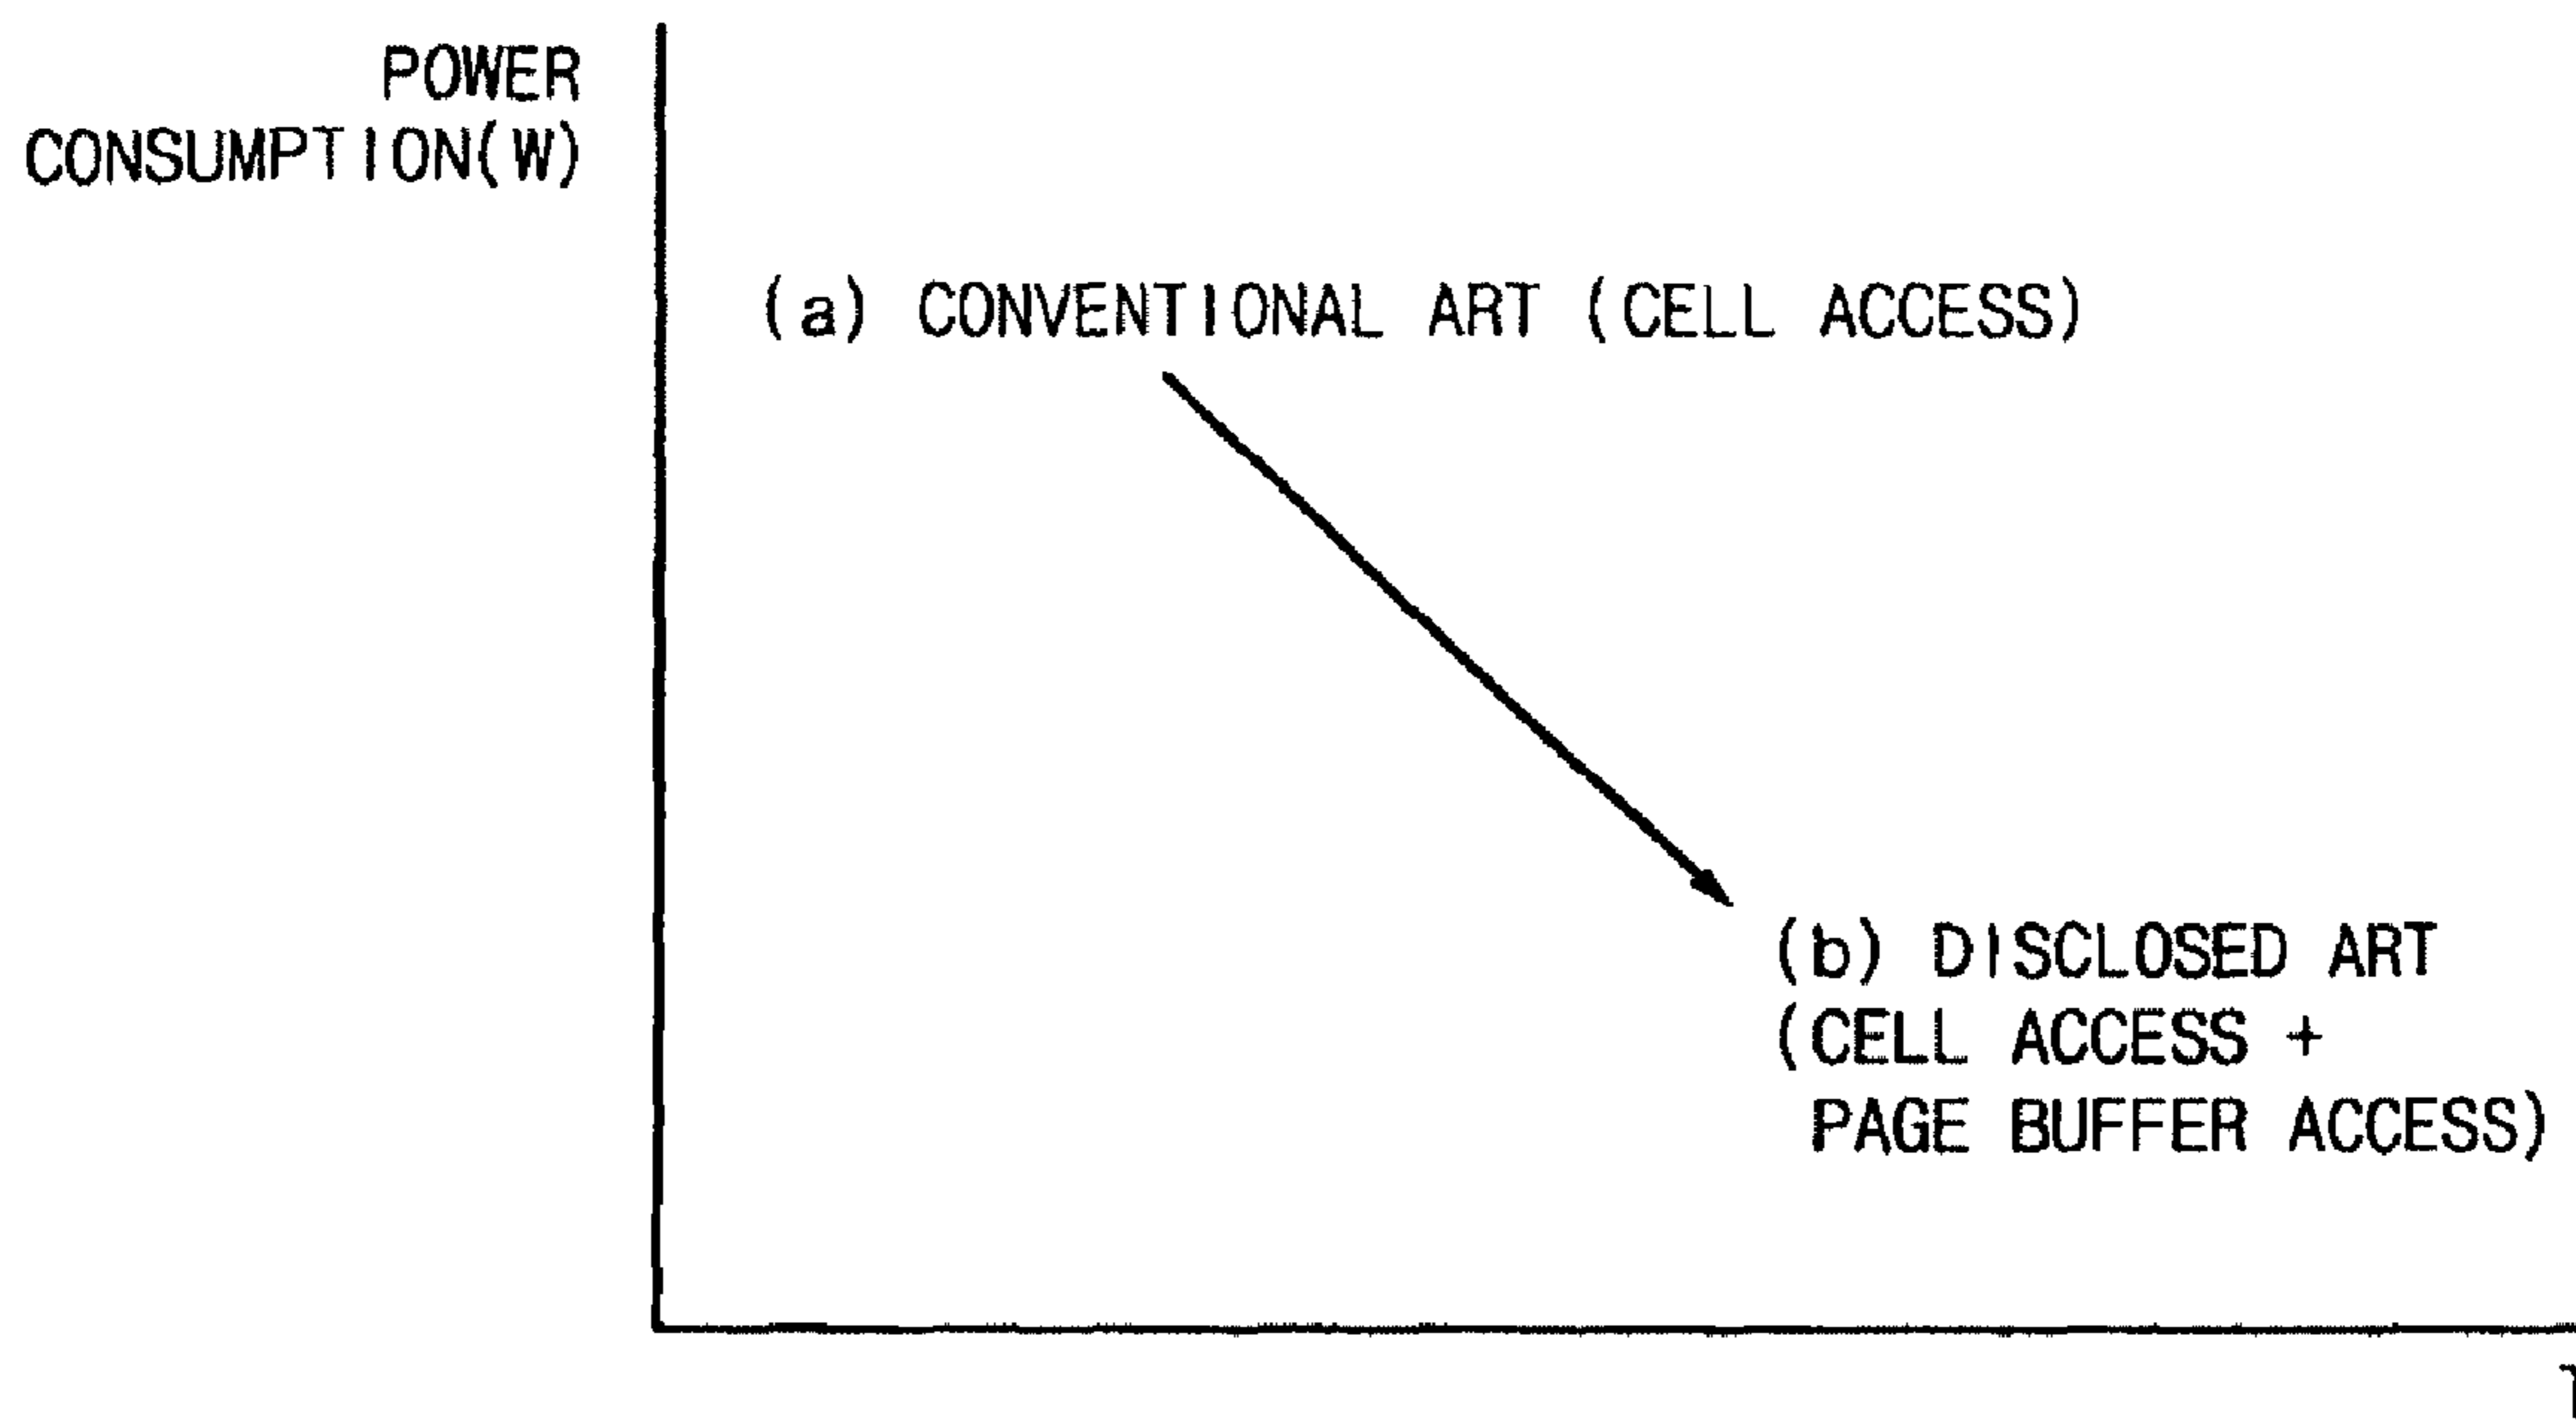 POWER
CONSUMPTION(W)
(a) CONVENTIONAL ART (CELL ACCESS)
(b) DISCLOSED ART
(CELL ACCESS +
PAGE BUFFER ACCESS)